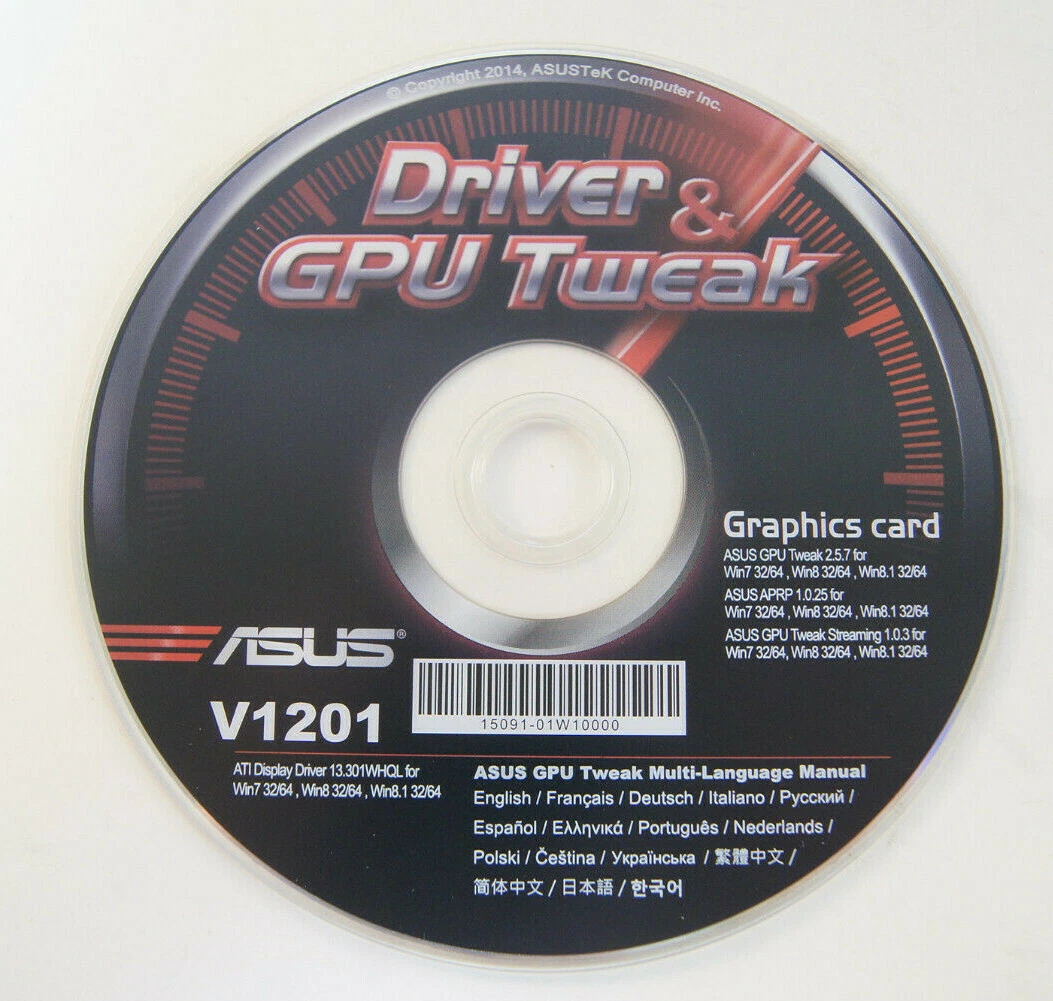 © Copyright 2014, ASUSTeK Computer Inc.
Driver &
GPU Tweak
Graphics card
ASUS GPU Tweak 2.5.7 for
Win7 32/64 , Win8 32/64 , Win8.1 32/64
ASUS APRP 1.0.25 for
Win7 32/64 , Win8 32/64 , Win8.1 32/64
ASUS GPU Tweak Streaming 1.0.3 for
Win7 32/64, Win8 32/64 , Win8.1 32/64
ASUS®
15091-01W10000
V1201
ATI Display Driver 13.301WHQL for
Win7 32/64 , Win8 32/64 , Win8.1 32/64
ASUS GPU Tweak Multi-Language Manual
English / Français / Deutsch / Italiano / Русский /
Español / Ελληνικά / Português / Nederlands /
Polski / Čeština / Українська / 繁體中文 /
简体中文 / 日本語 / 한국어